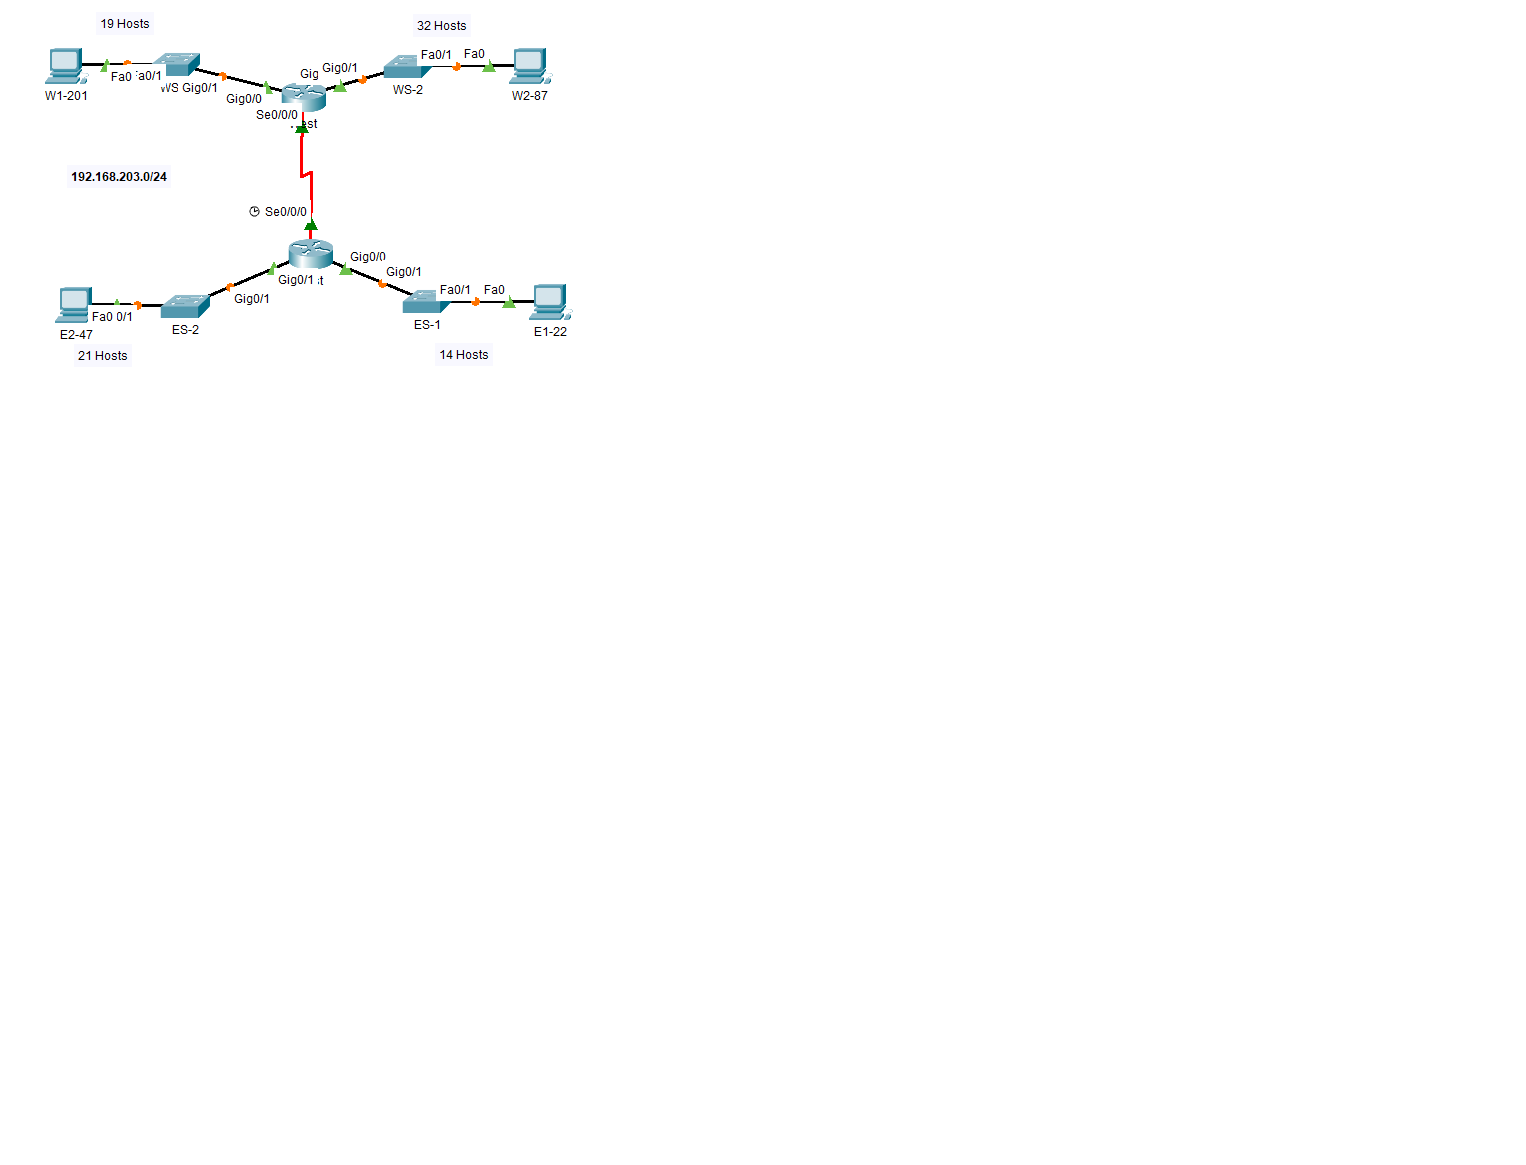 19 Hosts
32 Hosts
Fa0/1
Fa0
Gig
Gig0/1
Fa0
a0/1
WS
Gig0/1
W1-201
Gig0/0
WS-2
W2-87
Se0/0/0
est
192.168.203.0/24
Se0/0/0
Gig0/0
Gig0/1
Gig0/1
Gig0/1
Fa0/1
Fa0
Fa0
0/1
ES-2
ES-1
E1-22
E2-47
21 Hosts
14 Hosts